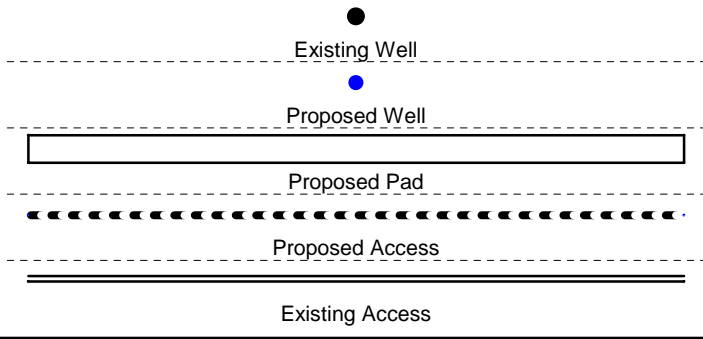 Existing Well
Proposed Well
Proposed Pad
Proposed Access
Existing Access